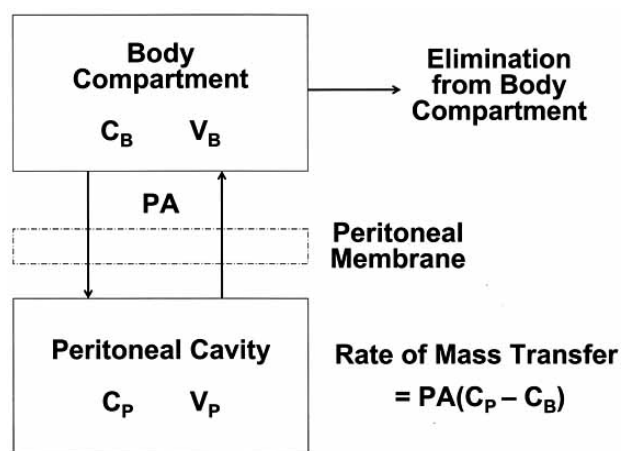 Body
Compartment
C_B V_B
Elimination
from Body
Compartment
PA
Peritoneal
Membrane
Peritoneal Cavity
C_P V_P
Rate of Mass Transfer
= PA(C_P – C_B)